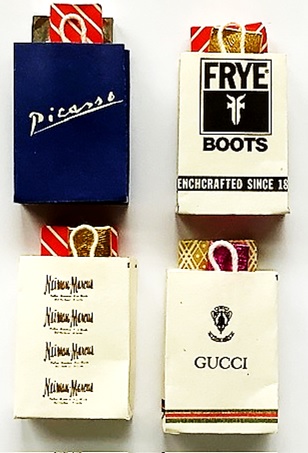 Picasso
FRYE
BOOTS
ENCHCRAFTED SINCE 18
Neiman Marcus
Neiman Marcus
Neiman Marcus
Neiman Marcus
GUCCI